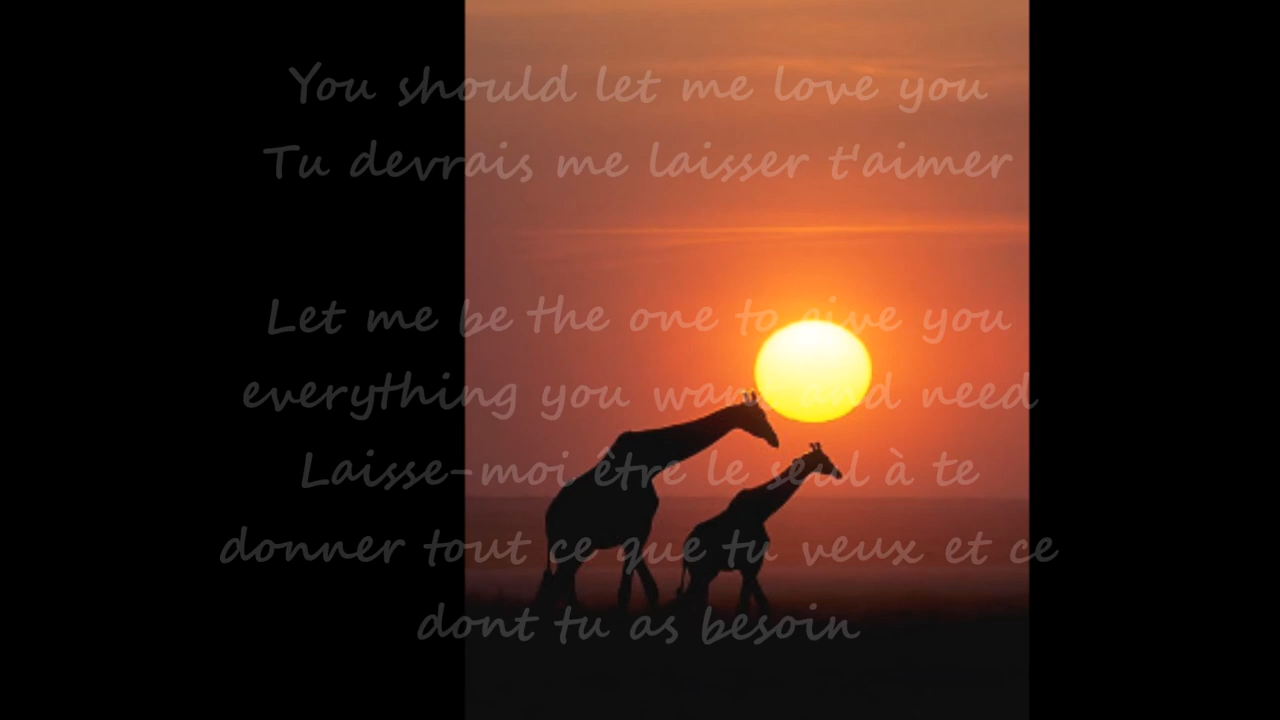 You should let me love you
Tu devrais me laisser t'aimer
Let me be the one to give you
everything you want and need
Laisse-moi être le seul à te
donner tout ce que tu veux et ce
dont tu as besoin